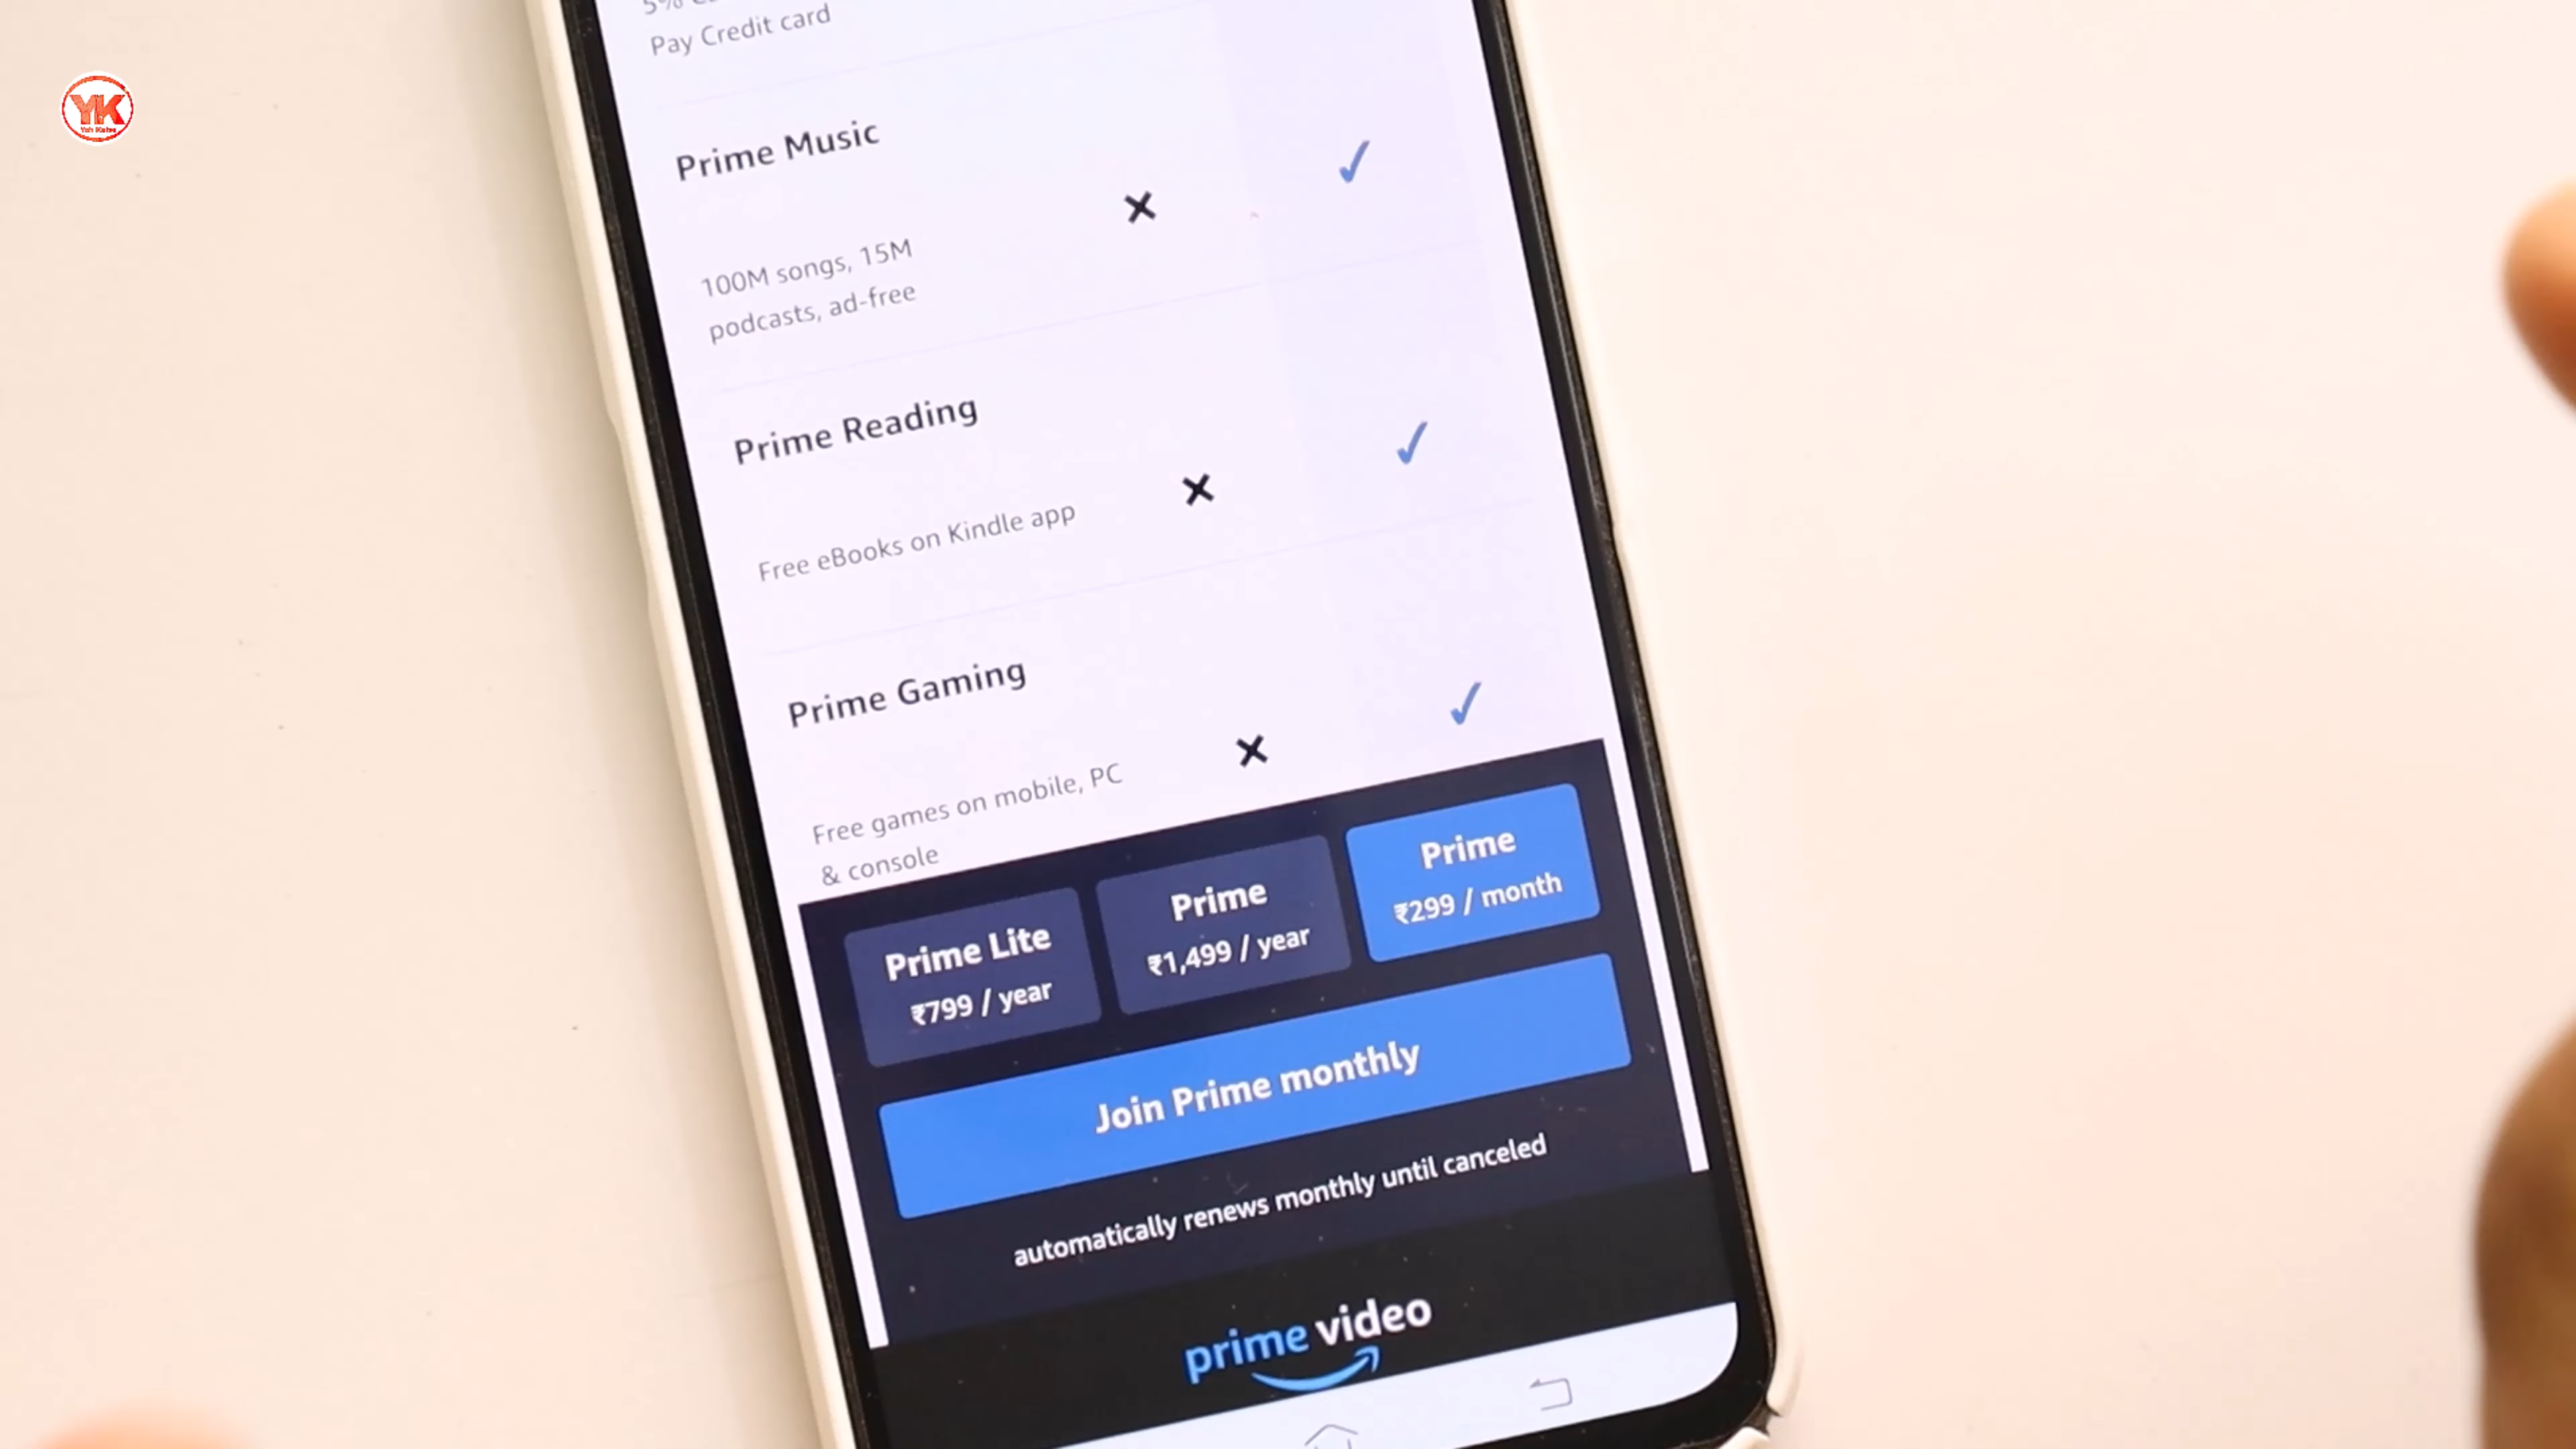 YK
Pay Credit card
Prime Music
100M songs, 15M
podcasts, ad-free
Prime Reading
Free eBooks on Kindle app
Prime Gaming
Free games on mobile, PC
& console
Prime Lite
₹799 / year
Prime
₹1,499 / year
Prime
₹299 / month
Join Prime monthly
automatically renews monthly until canceled
prime video